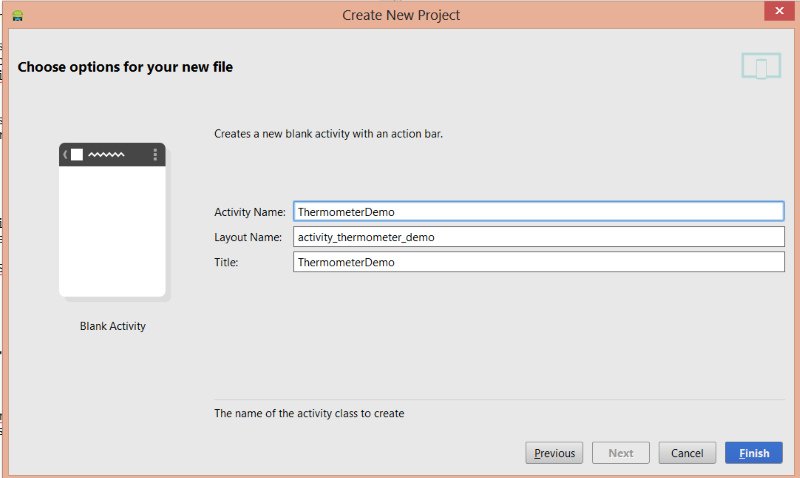 Create New Project
Choose options for your new file
Creates a new blank activity with an action bar.
Activity Name: ThermometerDemo
Layout Name: activity_thermometer_demo
Title: ThermometerDemo
Blank Activity
The name of the activity class to create
Previous Next Cancel Finish